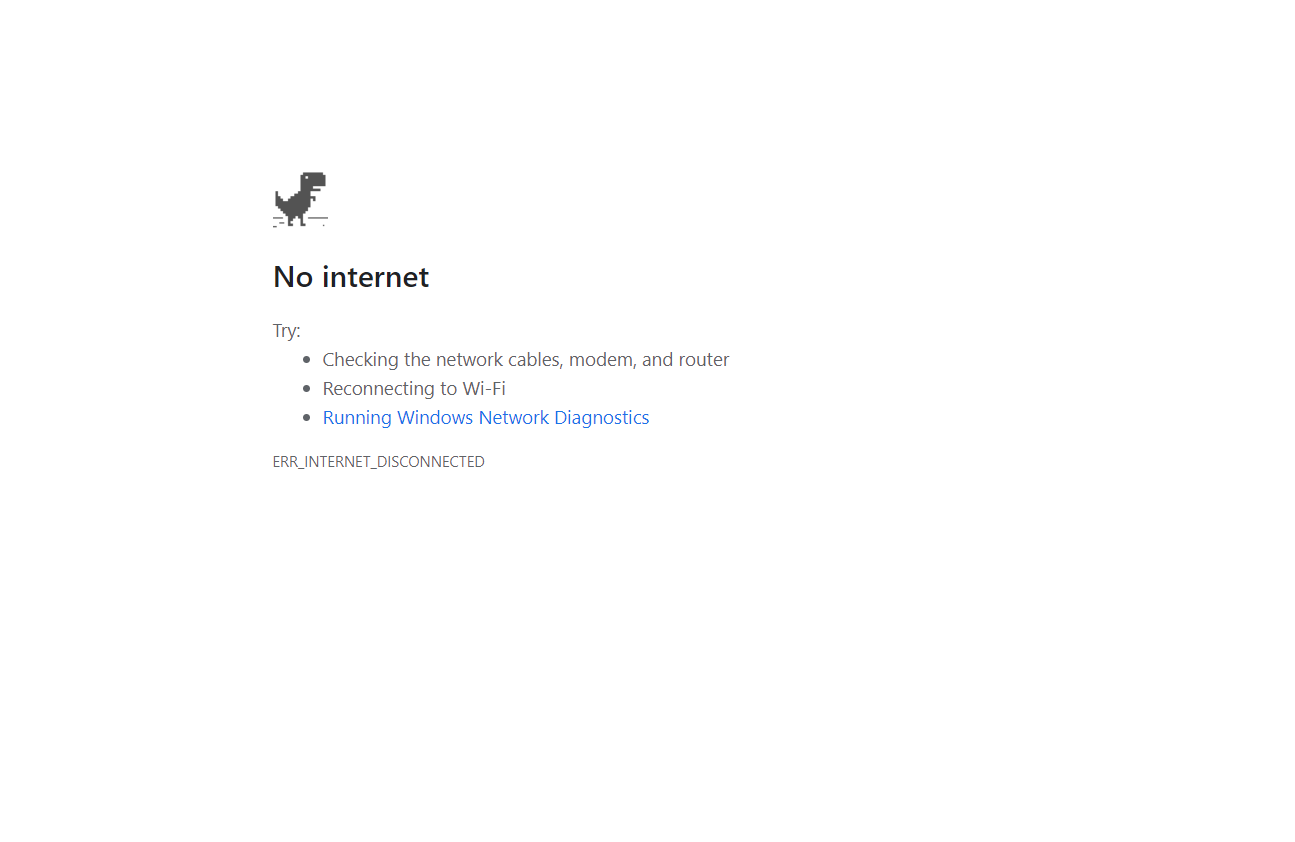 No internet
Try:
Checking the network cables, modem, and router
Reconnecting to Wi-Fi
Running Windows Network Diagnostics
ERR_INTERNET_DISCONNECTED